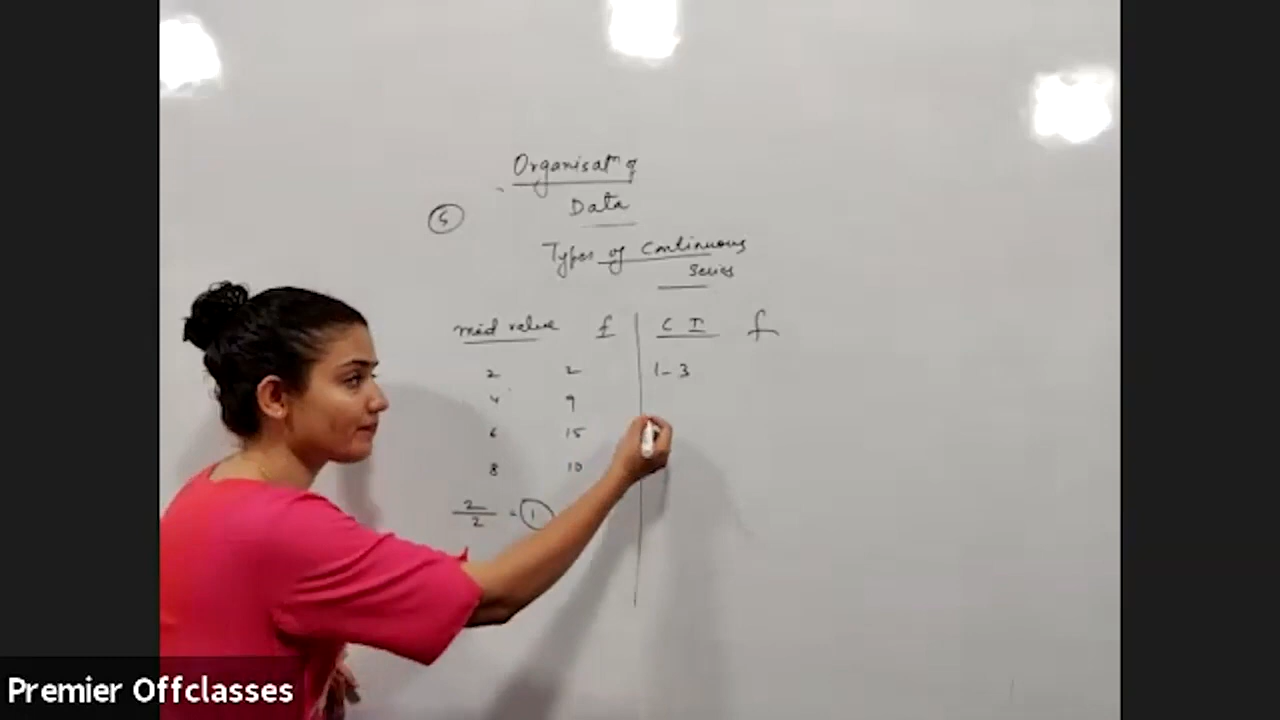 Organisatⁿ of
Data
5
Types of Continuous
Series
mid value f C I f
2 2 1-3
4 9
6 15
8 10
2/2 = 1
Premier Offclasses